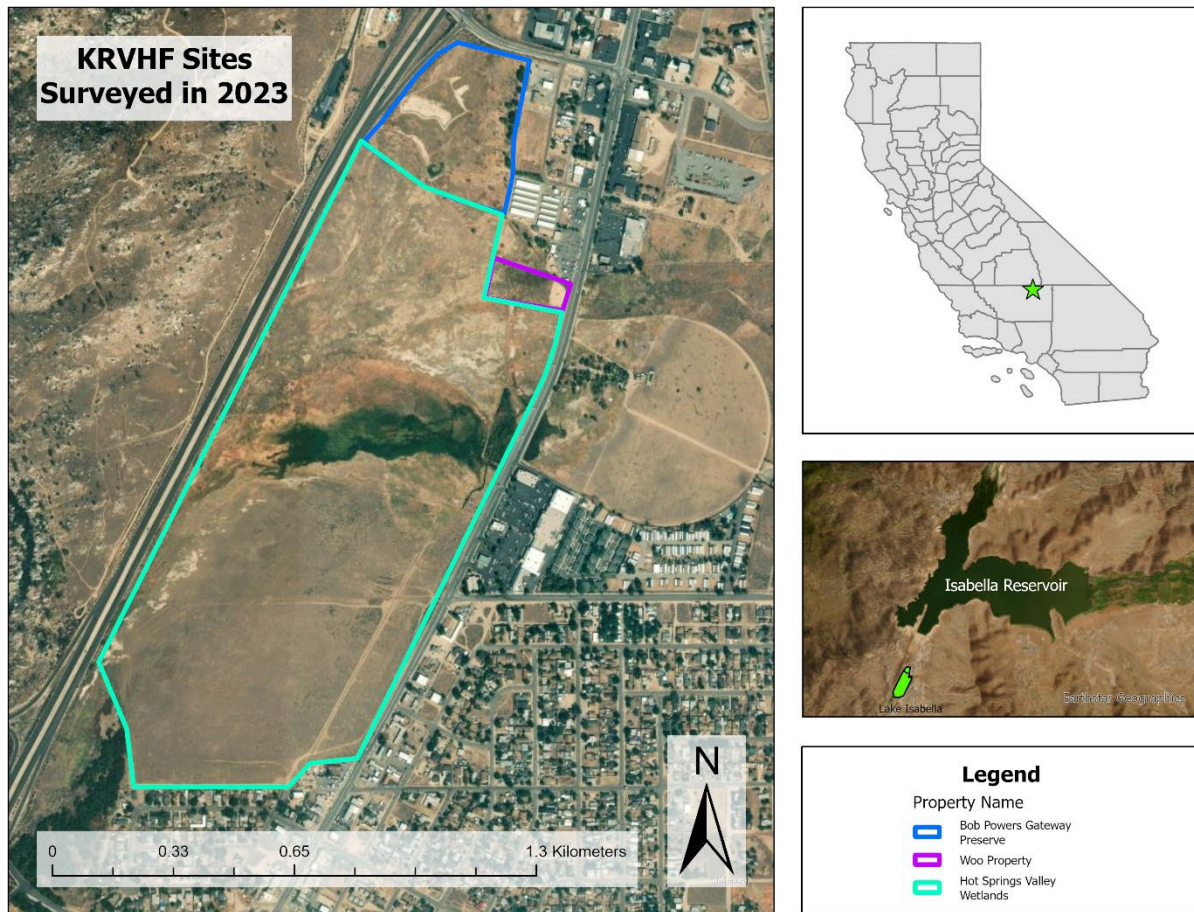 KRVHF Sites
Surveyed in 2023
N
0 0.33 0.65 1.3 Kilometers
Isabella Reservoir
Lake Isabella
Earthstar Geographics
Legend
Property Name
Bob Powers Gateway
Preserve
Woo Property
Hot Springs Valley
Wetlands